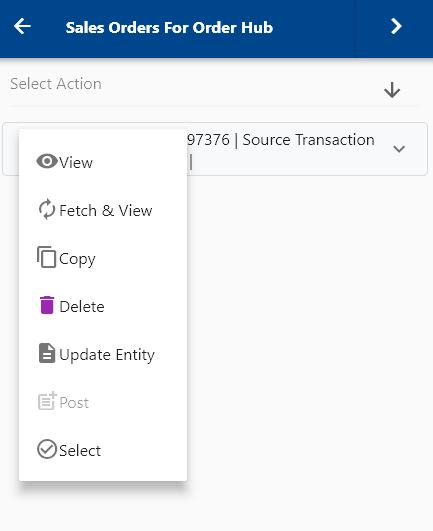 Sales Orders For Order Hub
Select Action
97376 | Source Transaction
|
View
Fetch & View
Copy
Delete
Update Entity
Post
Select